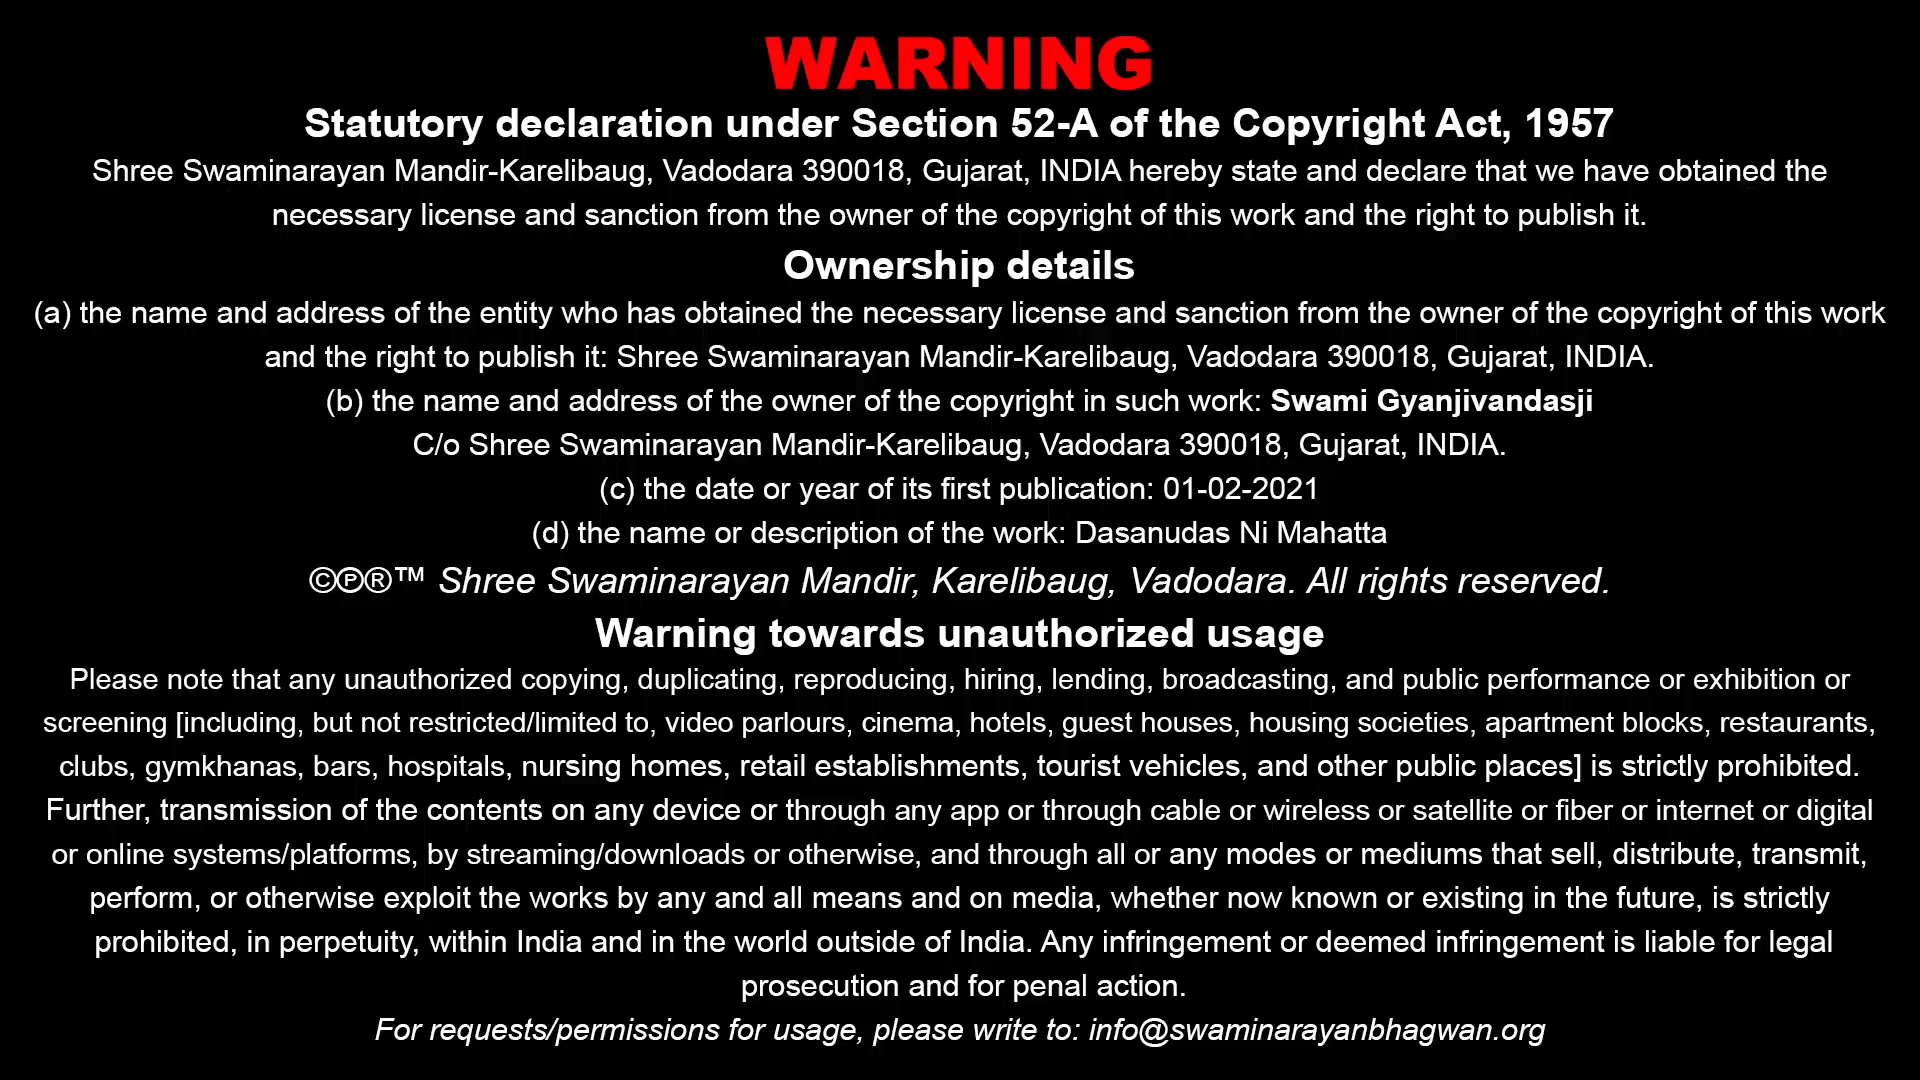 WARNING
Statutory declaration under Section 52-A of the Copyright Act, 1957
Shree Swaminarayan Mandir-Karelibaug, Vadodara 390018, Gujarat, INDIA hereby state and declare that we have obtained the
necessary license and sanction from the owner of the copyright of this work and the right to publish it.
Ownership details
(a) the name and address of the entity who has obtained the necessary license and sanction from the owner of the copyright of this work
and the right to publish it: Shree Swaminarayan Mandir-Karelibaug, Vadodara 390018, Gujarat, INDIA.
(b) the name and address of the owner of the copyright in such work: Swami Gyanjivandasji
C/o Shree Swaminarayan Mandir-Karelibaug, Vadodara 390018, Gujarat, INDIA.
(c) the date or year of its first publication: 01-02-2021
(d) the name or description of the work: Dasanudas Ni Mahatta
©℗®™ Shree Swaminarayan Mandir, Karelibaug, Vadodara. All rights reserved.
Warning towards unauthorized usage
Please note that any unauthorized copying, duplicating, reproducing, hiring, lending, broadcasting, and public performance or exhibition or
screening [including, but not restricted/limited to, video parlours, cinema, hotels, guest houses, housing societies, apartment blocks, restaurants,
clubs, gymkhanas, bars, hospitals, nursing homes, retail establishments, tourist vehicles, and other public places] is strictly prohibited.
Further, transmission of the contents on any device or through any app or through cable or wireless or satellite or fiber or internet or digital
or online systems/platforms, by streaming/downloads or otherwise, and through all or any modes or mediums that sell, distribute, transmit,
perform, or otherwise exploit the works by any and all means and on media, whether now known or existing in the future, is strictly
prohibited, in perpetuity, within India and in the world outside of India. Any infringement or deemed infringement is liable for legal
prosecution and for penal action.
For requests/permissions for usage, please write to: info@swaminarayanbhagwan.org